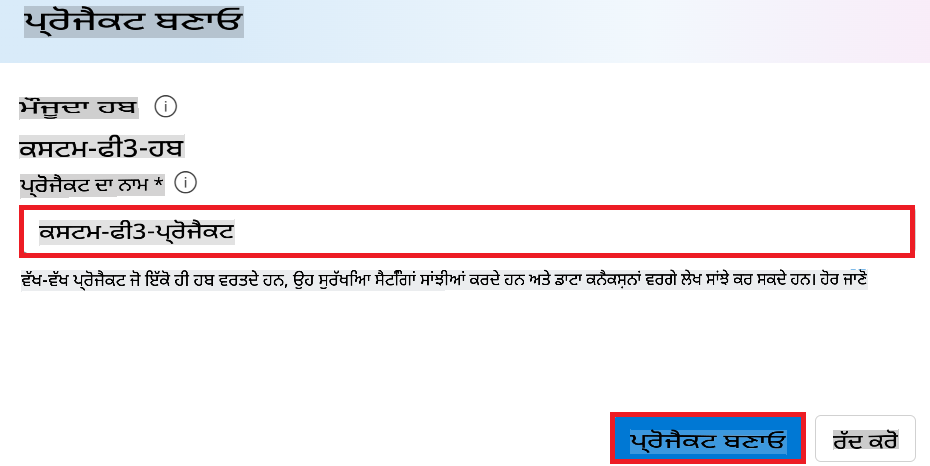 ਪ੍ਰੋਜੈਕਟ ਬਣਾਓ
ਮੌਜੂਦਾ ਹਬ
ਕਸਟਮ-ਫੀ3-ਹਬ
ਪ੍ਰੋਜੈਕਟ ਦਾ ਨਾਮ *
ਕਸਟਮ-ਫੀ3-ਪ੍ਰੋਜੈਕਟ
ਵੱਖ-ਵੱਖ ਪ੍ਰੋਜੈਕਟ ਜੋ ਇੱਕੋ ਹੀ ਹਬ ਵਰਤਦੇ ਹਨ, ਉਹ ਸੁਰੱਖਿਆ ਸੈਟਿੰਗਾਂ ਸਾਂਝੀਆਂ ਕਰਦੇ ਹਨ ਅਤੇ ਡਾਟਾ ਕਨੈਕਸ਼ਨਾਂ ਵਰਗੇ ਲੇਖ ਸਾਂਝੇ ਕਰ ਸਕਦੇ ਹਨ। ਹੋਰ ਜਾਣੋ
ਪ੍ਰੋਜੈਕਟ ਬਣਾਓ ਰੱਦ ਕਰੋ